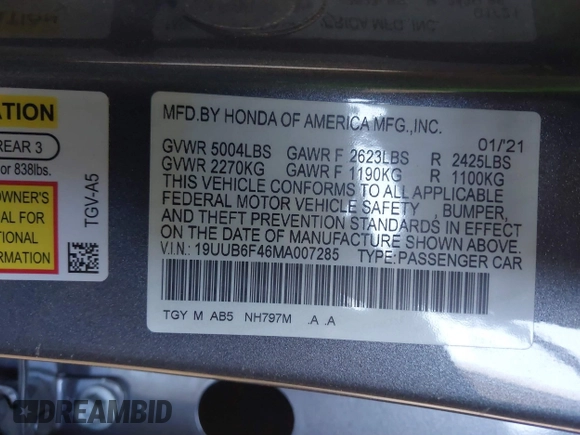 ATION
REAR 3
or 838lbs.
OWNER'S
AL FOR
TIONAL
ORMATION
TGV-A5
MFD.BY HONDA OF AMERICA MFG.,INC.
01/'21
GVWR 5004LBS GAWR F 2623LBS R 2425LBS
GVWR 2270KG GAWR F 1190KG R 1100KG
THIS VEHICLE CONFORMS TO ALL APPLICABLE
FEDERAL MOTOR VEHICLE SAFETY , BUMPER,
AND THEFT PREVENTION STANDARDS IN EFFECT
ON THE DATE OF MANUFACTURE SHOWN ABOVE.
V.I.N.: 19UUB6F46MA007285 TYPE:PASSENGER CAR
TGY M AB5 NH797M .A .A
DREAMBID